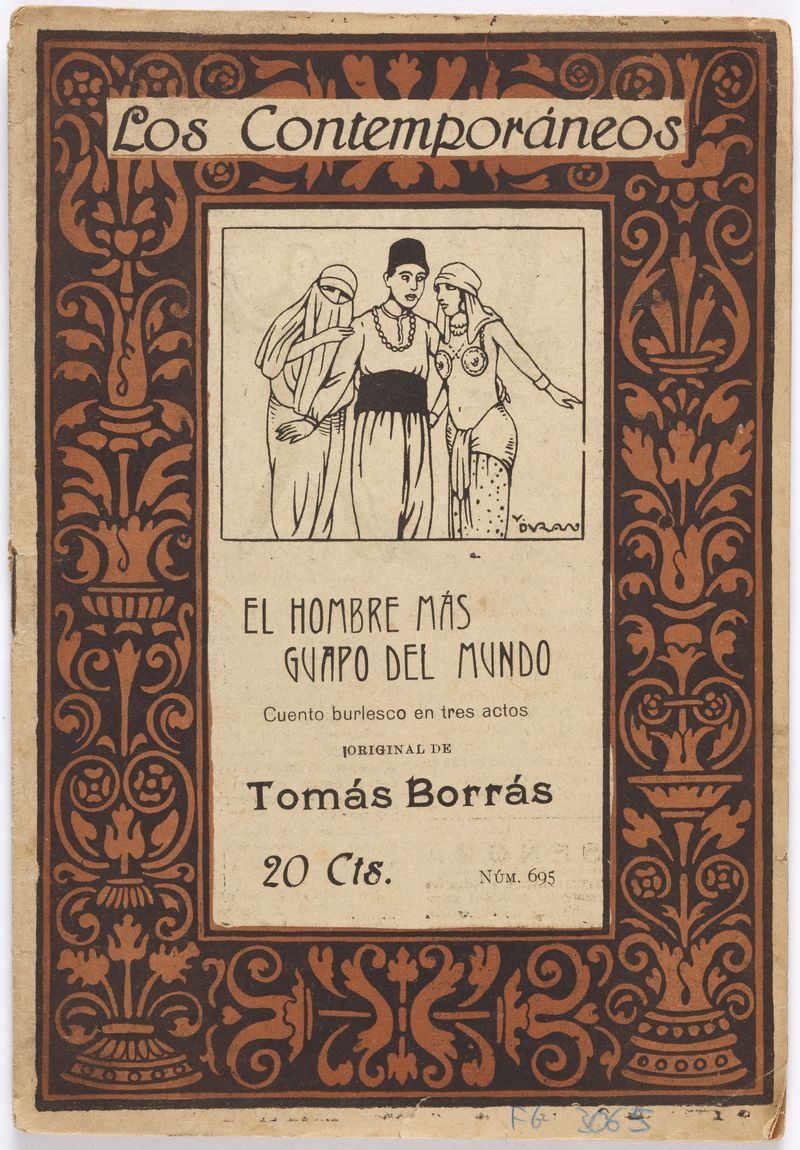 Los Contemporáneos
DURAN
EL HOMBRE MÁS
GUAPO DEL MUNDO
Cuento burlesco en tres actos
ORIGINAL DE
Tomás Borrás
20 Cts.
NÚM. 695
FG 3065